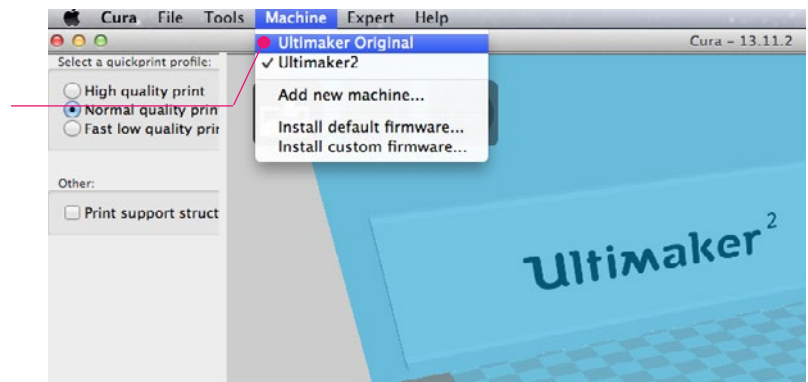 Cura File Tools Machine Expert Help
Cura – 13.11.2
Select a quickprint profile:
High quality print
Normal quality prin
Fast low quality prin
Other:
Print support struct
Ultimaker Original
✓ Ultimaker2
Add new machine...
Install default firmware...
Install custom firmware...
Ultimaker²